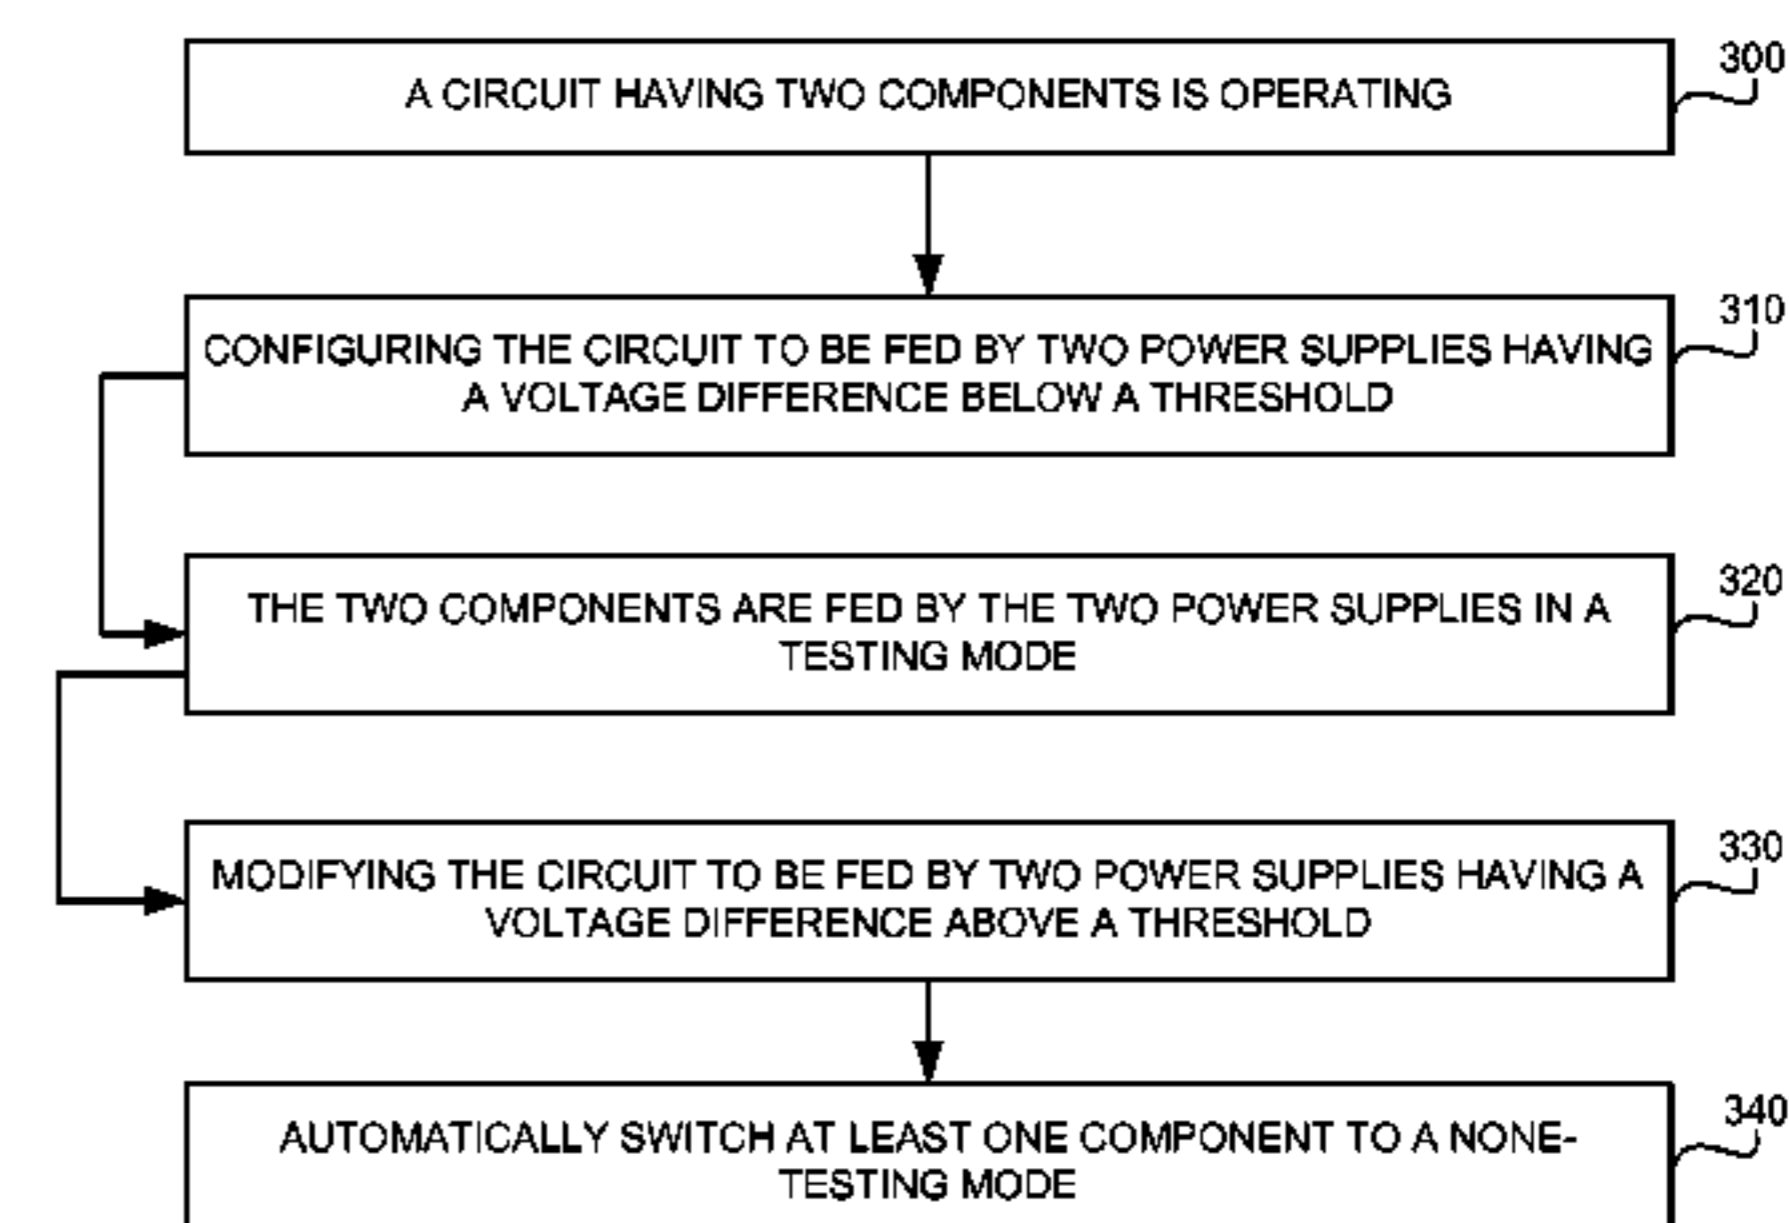 300
A CIRCUIT HAVING TWO COMPONENTS IS OPERATING
310
CONFIGURING THE CIRCUIT TO BE FED BY TWO POWER SUPPLIES HAVING
A VOLTAGE DIFFERENCE BELOW A THRESHOLD
320
THE TWO COMPONENTS ARE FED BY THE TWO POWER SUPPLIES IN A
TESTING MODE
330
MODIFYING THE CIRCUIT TO BE FED BY TWO POWER SUPPLIES HAVING A
VOLTAGE DIFFERENCE ABOVE A THRESHOLD
340
AUTOMATICALLY SWITCH AT LEAST ONE COMPONENT TO A NONE-
TESTING MODE